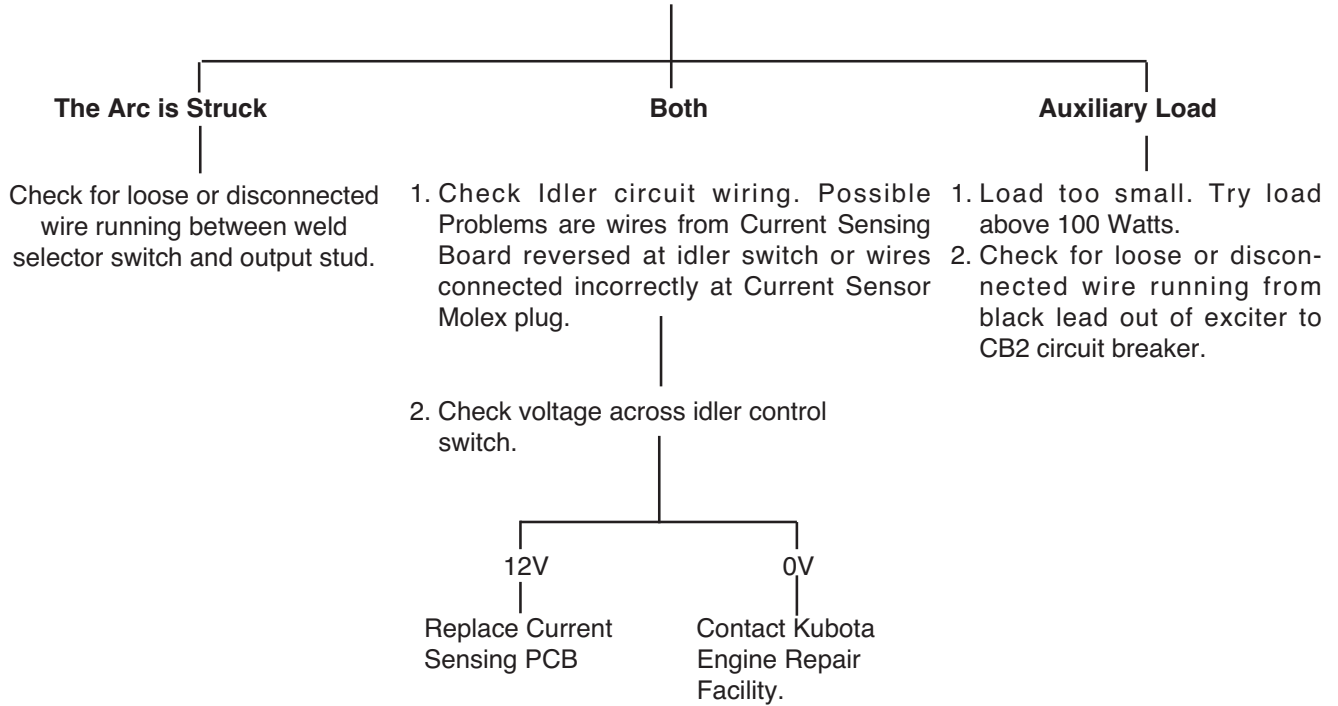 The Arc is Struck
Both
Auxiliary Load
Check for loose or disconnected
wire running between weld
selector switch and output stud.
1. Check Idler circuit wiring. Possible
Problems are wires from Current Sensing
Board reversed at idler switch or wires
connected incorrectly at Current Sensor
Molex plug.
1. Load too small. Try load
above 100 Watts.
2. Check for loose or discon-
nected wire running from
black lead out of exciter to
CB2 circuit breaker.
2. Check voltage across idler control
switch.
12V
0V
Replace Current
Sensing PCB
Contact Kubota
Engine Repair
Facility.